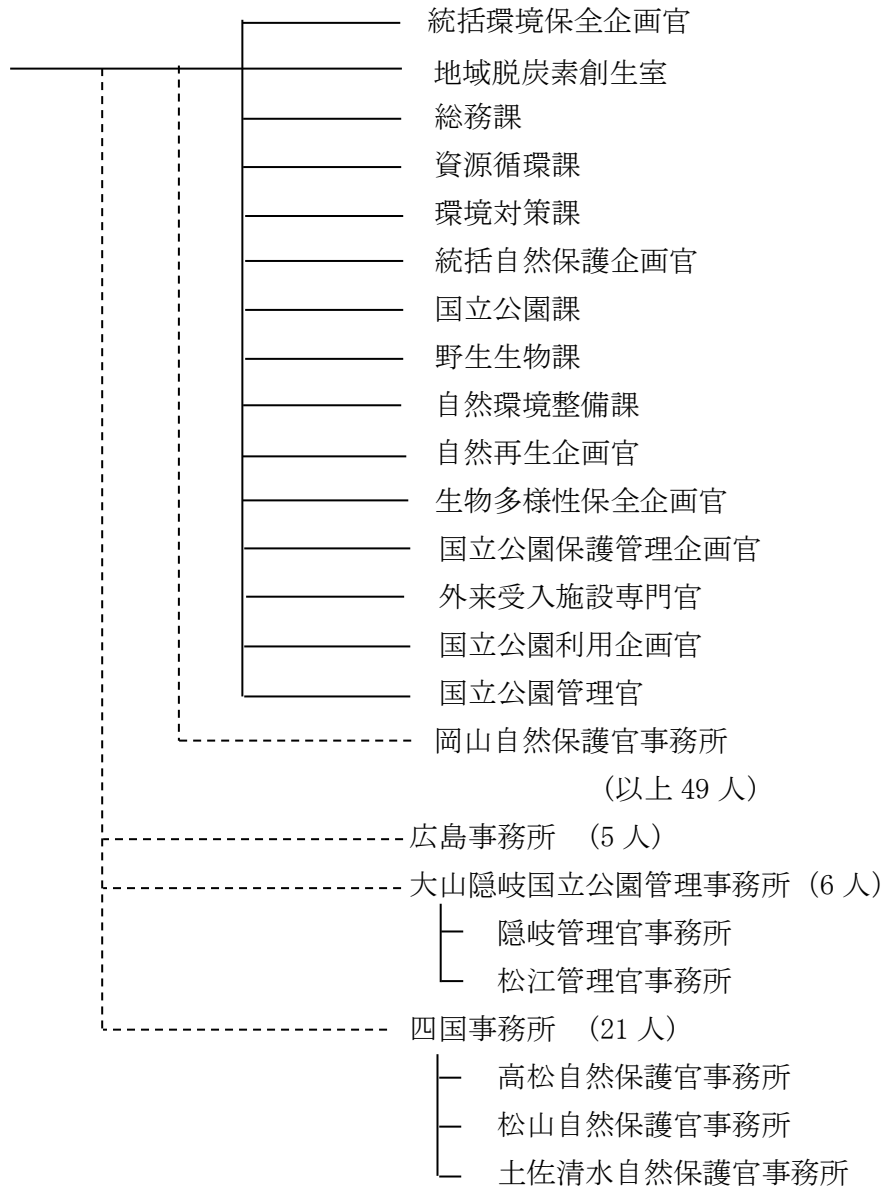 統括環境保全企画官
地域脱炭素創生室
総務課
資源循環課
環境対策課
統括自然保護企画官
国立公園課
野生生物課
自然環境整備課
自然再生企画官
生物多様性保全企画官
国立公園保護管理企画官
外来受入施設専門官
国立公園利用企画官
国立公園管理官
岡山自然保護官事務所
(以上 49 人)
広島事務所 (5 人)
大山隠岐国立公園管理事務所 (6 人)
隠岐管理官事務所
松江管理官事務所
四国事務所 (21 人)
高松自然保護官事務所
松山自然保護官事務所
土佐清水自然保護官事務所